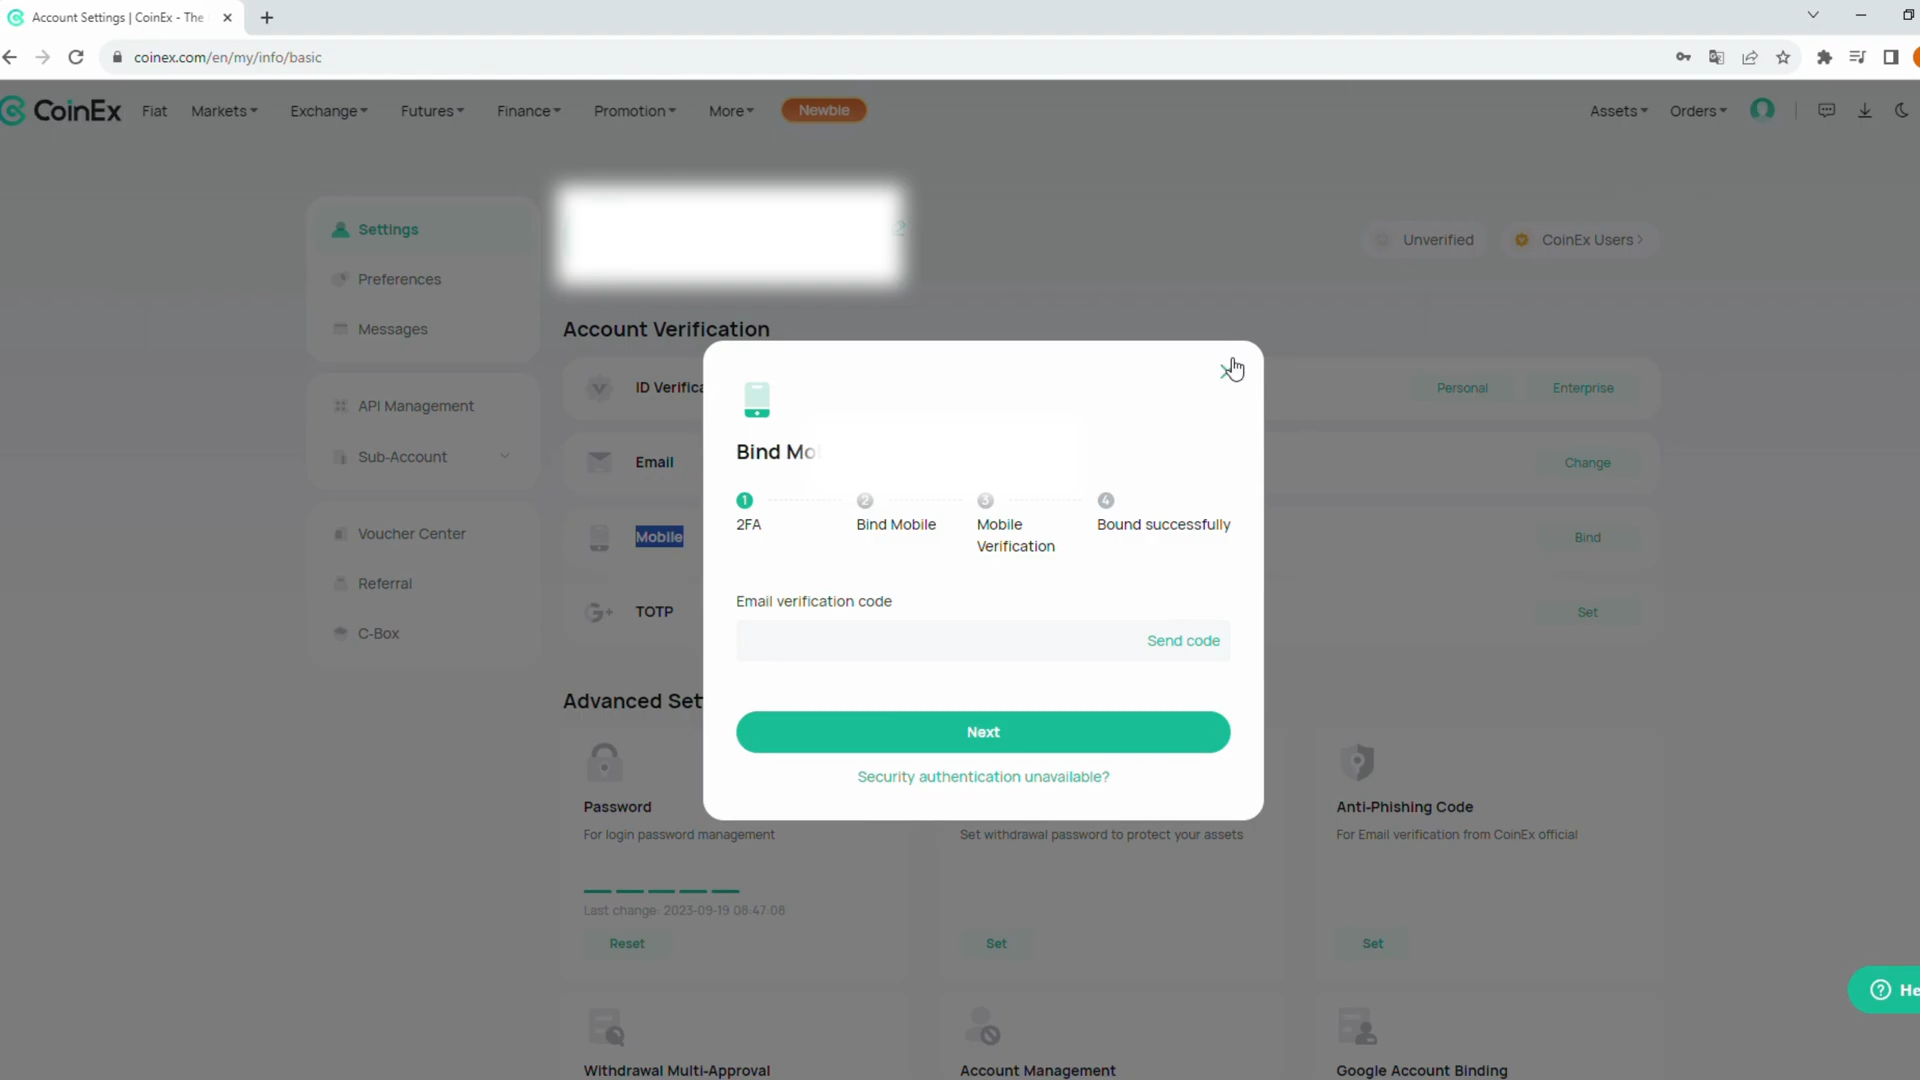 Account Settings | CoinEx - The
coinex.com/en/my/info/basic
CoinEx Fiat Markets Exchange Futures Finance Promotion More Newbie Assets Orders
Settings
Preferences
Messages
API Management
Sub-Account
Voucher Center
Referral
C-Box
Unverified CoinEx Users
Account Verification
ID Verifica Personal Enterprise
Email Change
Mobile Bind
TOTP Set
Bind Mo
1 2 3 4
2FA Bind Mobile Mobile Verification Bound successfully
Email verification code
Send code
Next
Security authentication unavailable?
Advanced Set
Password
For login password management
Last change: 2023-09-19 08:47:08
Reset
Set withdrawal password to protect your assets
Set
Anti-Phishing Code
For Email verification from CoinEx official
Set
Withdrawal Multi-Approval Account Management Google Account Binding
He